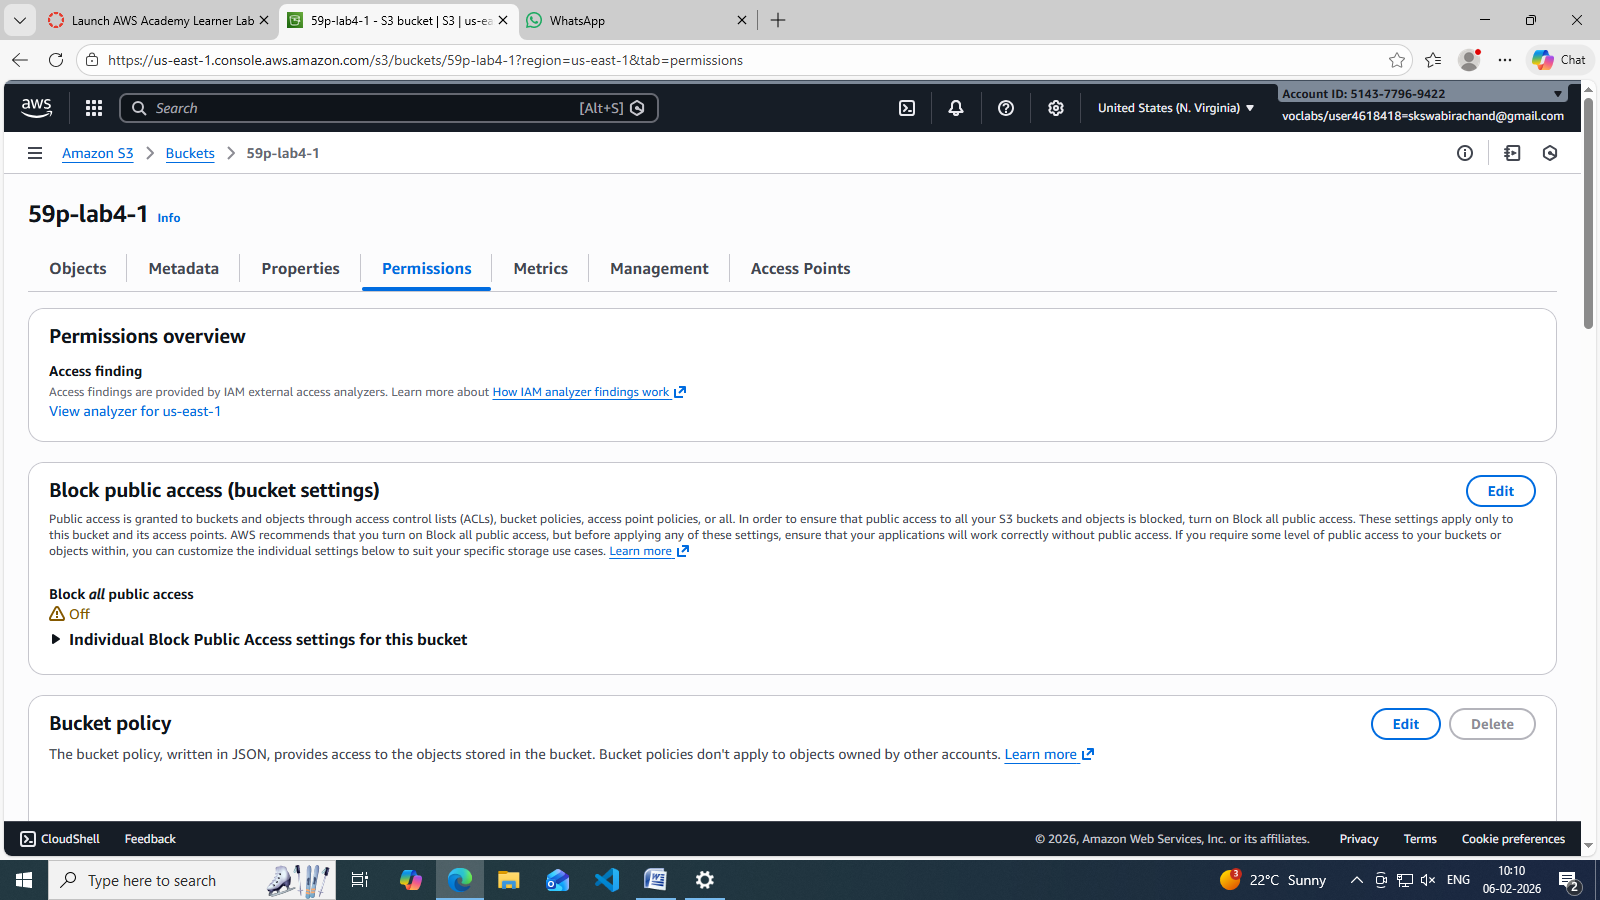 Launch AWS Academy Learner Lab
59p-lab4-1 - S3 bucket | S3 | us-ea
WhatsApp
https://us-east-1.console.aws.amazon.com/s3/buckets/59p-lab4-1?region=us-east-1&tab=permissions
Chat
aws
Search
[Alt+S]
United States (N. Virginia)
Account ID: 5143-7796-9422
voclabs/user4618418=skswabirachand@gmail.com
Amazon S3
Buckets
59p-lab4-1
59p-lab4-1
Info
Objects
Metadata
Properties
Permissions
Metrics
Management
Access Points
Permissions overview
Access finding
Access findings are provided by IAM external access analyzers. Learn more about How IAM analyzer findings work
View analyzer for us-east-1
Block public access (bucket settings)
Edit
Public access is granted to buckets and objects through access control lists (ACLs), bucket policies, access point policies, or all. In order to ensure that public access to all your S3 buckets and objects is blocked, turn on Block all public access. These settings apply only to
this bucket and its access points. AWS recommends that you turn on Block all public access, but before applying any of these settings, ensure that your applications will work correctly without public access. If you require some level of public access to your buckets or
objects within, you can customize the individual settings below to suit your specific storage use cases. Learn more
Block all public access
Off
Individual Block Public Access settings for this bucket
Bucket policy
Edit
Delete
The bucket policy, written in JSON, provides access to the objects stored in the bucket. Bucket policies don't apply to objects owned by other accounts. Learn more
CloudShell
Feedback
© 2026, Amazon Web Services, Inc. or its affiliates.
Privacy
Terms
Cookie preferences
Type here to search
3
22°C Sunny
ENG
10:10
06-02-2026
2